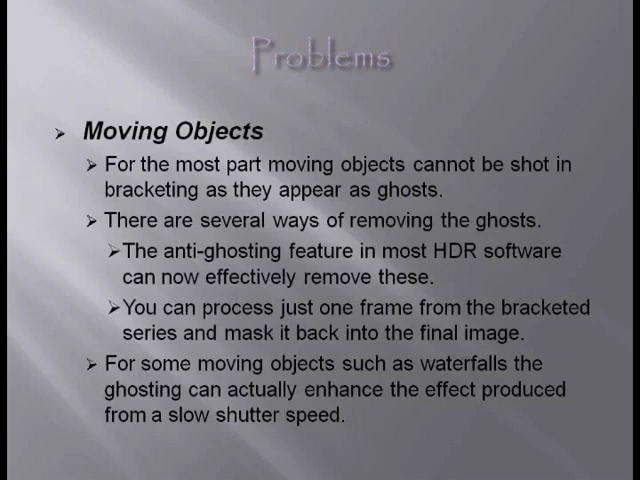 Problems
➢ Moving Objects
➢ For the most part moving objects cannot be shot in
bracketing as they appear as ghosts.
➢ There are several ways of removing the ghosts.
➢The anti-ghosting feature in most HDR software
can now effectively remove these.
➢You can process just one frame from the bracketed
series and mask it back into the final image.
➢ For some moving objects such as waterfalls the
ghosting can actually enhance the effect produced
from a slow shutter speed.